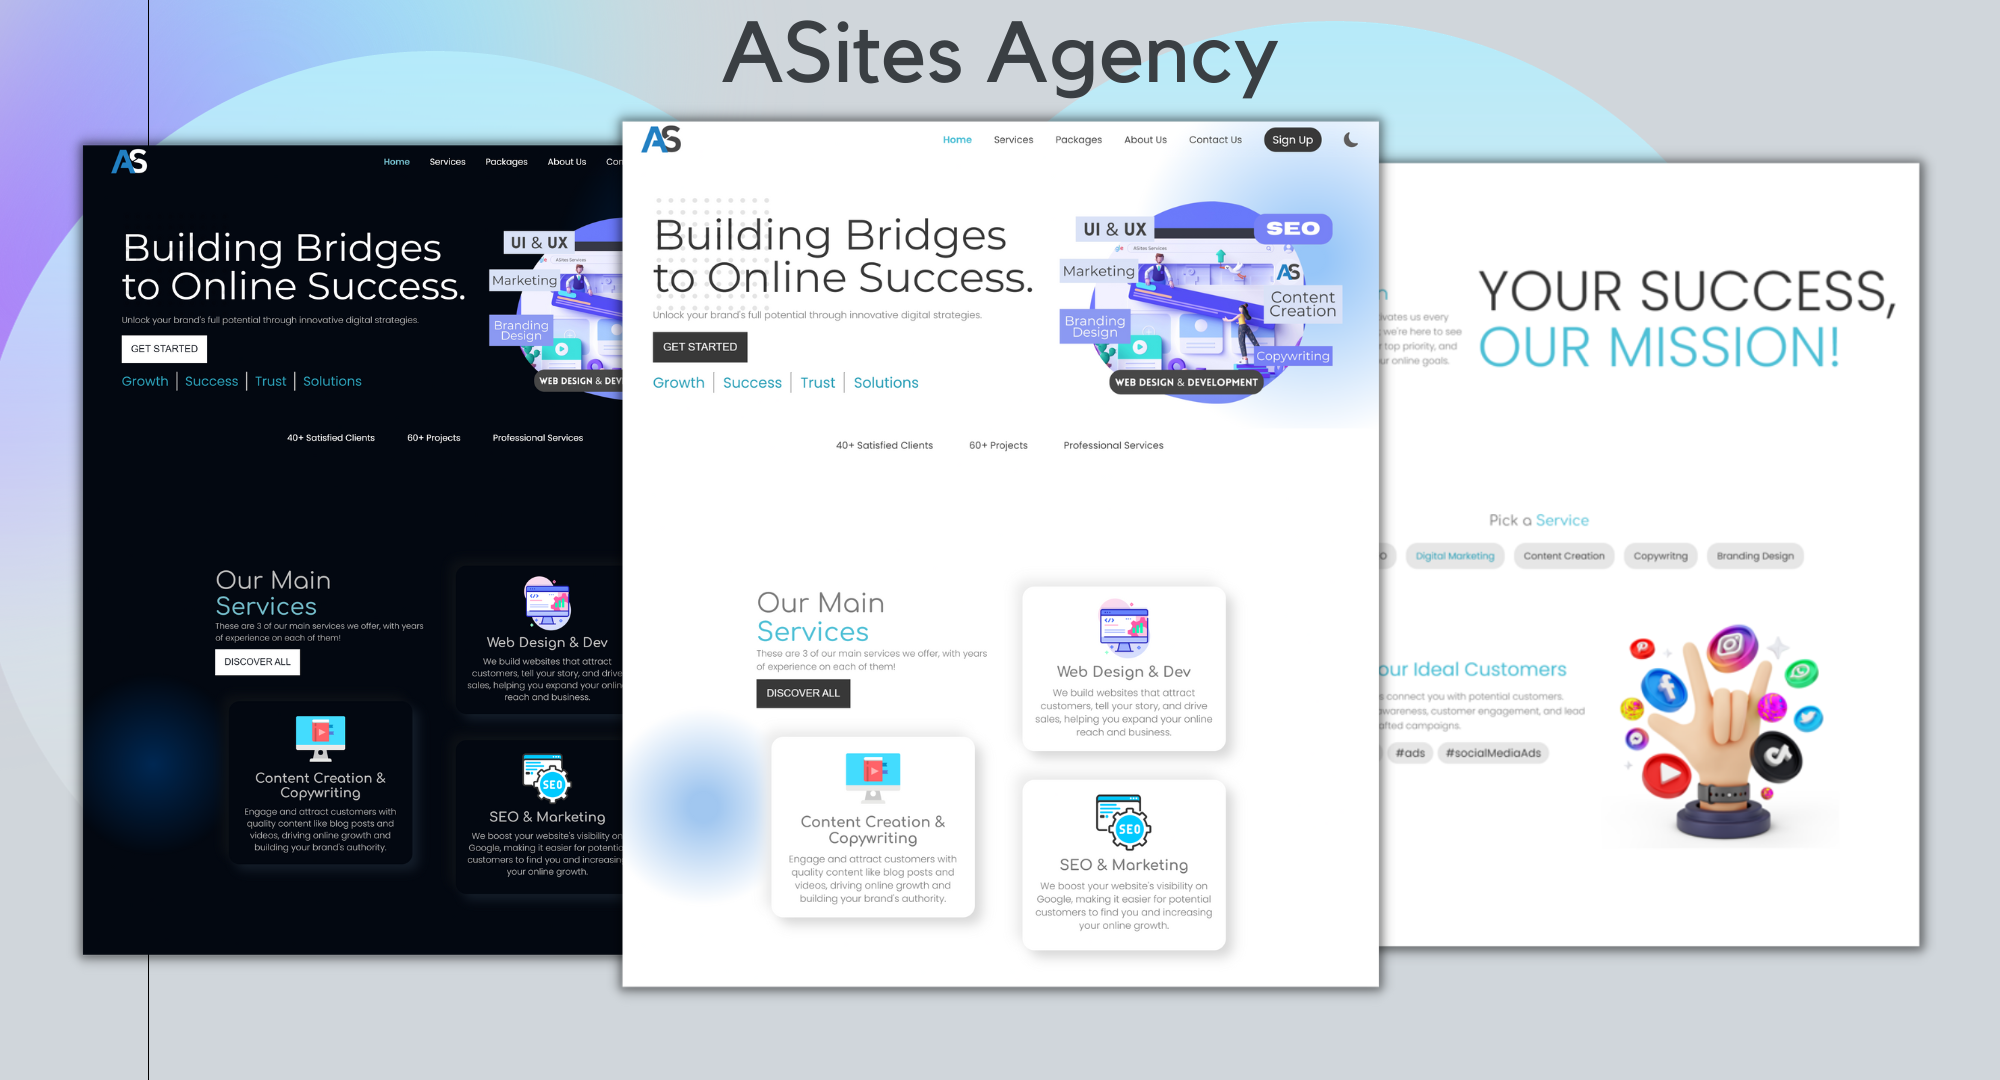 ASites Agency
AS
Home
Services
Packages
About Us
Building Bridges
to Online Success.
Unlock your brand's full potential through innovative digital strategies.
GET STARTED
Growth
Success
Trust
Solutions
UI & UX
Marketing
Branding
Design
WEB DESIGN & DEV
40+ Satisfied Clients
60+ Projects
Professional Services
Our Main
Services
These are 3 of our main services we offer, with years
of experience on each of them!
DISCOVER ALL
Web Design & Dev
We build websites that attract
customers, tell your story, and drive
sales, helping you expand your onlin
reach and business.
Content Creation &
Copywriting
Engage and attract customers with
quality content like blog posts and
videos, driving online growth and
building your brand's authority.
SEO
SEO & Marketing
We boost your website's visibility on
Google, making it easier for potentic
customers to find you and increasin
your online growth.
AS
Home
Services
Packages
About Us
Contact Us
Sign Up
Building Bridges
to Online Success.
Unlock your brand's full potential through innovative digital strategies.
GET STARTED
Growth
Success
Trust
Solutions
UI & UX
SEO
ASites Services
Marketing
AS
Content
Creation
Branding
Design
Copywriting
WEB DESIGN & DEVELOPMENT
40+ Satisfied Clients
60+ Projects
Professional Services
Our Main
Services
These are 3 of our main services we offer, with years
of experience on each of them!
DISCOVER ALL
Web Design & Dev
We build websites that attract
customers, tell your story, and drive
sales, helping you expand your online
reach and business.
Content Creation &
Copywriting
Engage and attract customers with
quality content like blog posts and
videos, driving online growth and
building your brand's authority.
SEO
SEO & Marketing
We boost your website's visibility on
Google, making it easier for potential
customers to find you and increasing
your online growth.
YOUR SUCCESS,
OUR MISSION!
us every
we're here to see
top priority, and
ur online goals.
Pick a Service
Digital Marketing
Content Creation
Copywritng
Branding Design
our Ideal Customers
connect you with potential customers.
wareness, customer engagement, and lead
afted campaigns.
#ads
#socialMediaAds